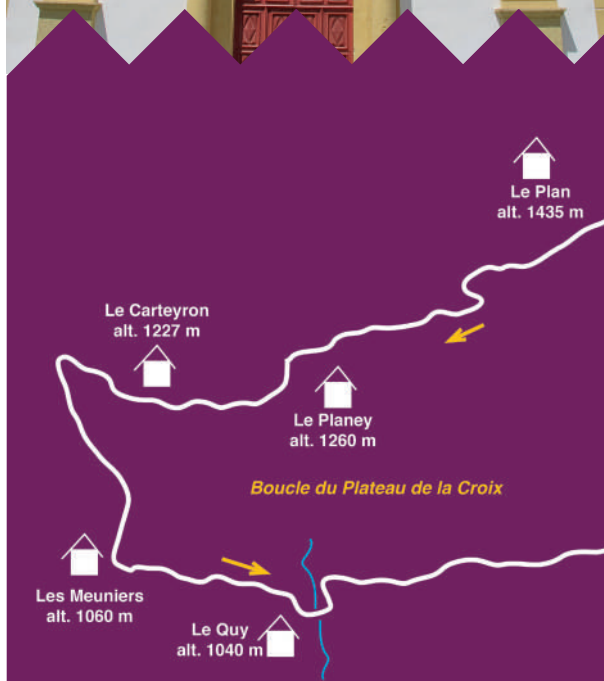 Le Plan
alt. 1435 m
Le Carteyron
alt. 1227 m
Le Planey
alt. 1260 m
Boucle du Plateau de la Croix
Les Meuniers
alt. 1060 m
Le Quy
alt. 1040 m